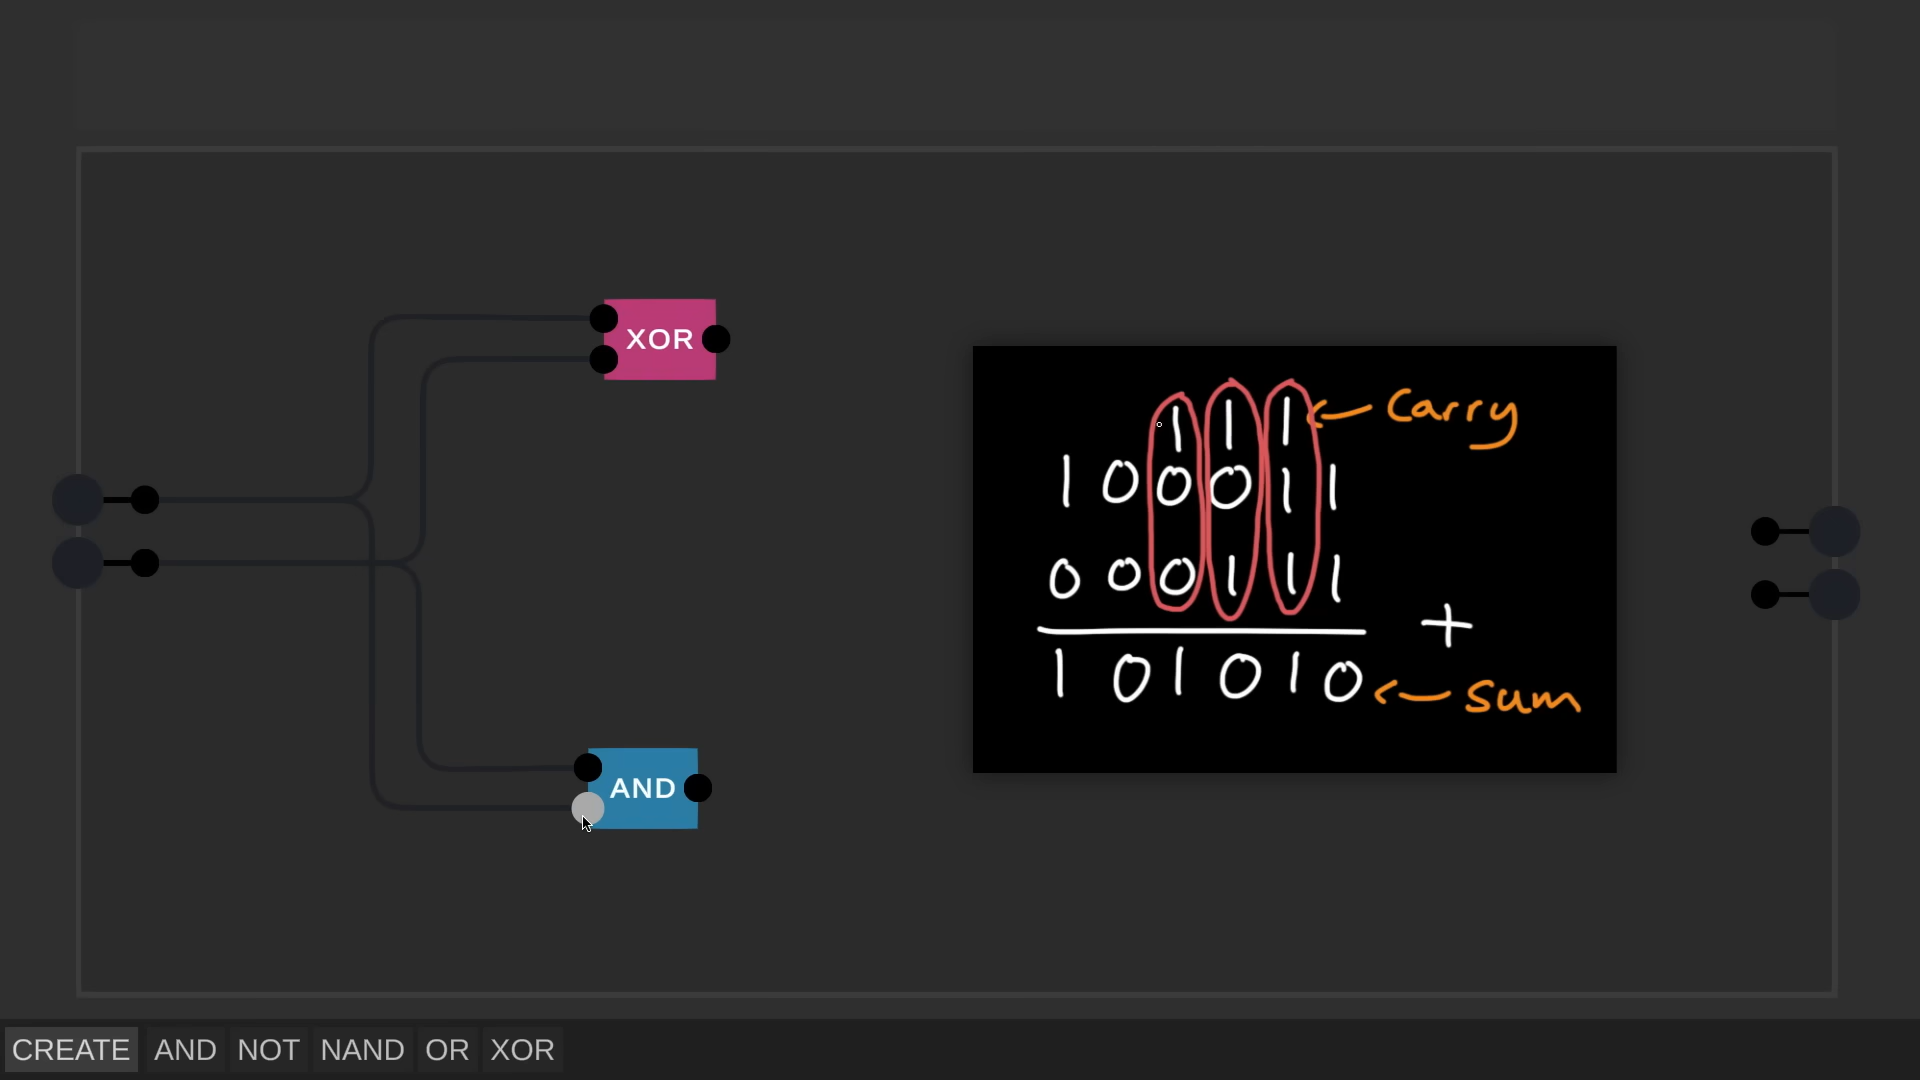 XOR
1 1 1 ← Carry
1 0 0 0 1 1
0 0 0 1 1 1
+
1 0 1 0 1 0 ← Sum
AND
CREATE AND NOT NAND OR XOR